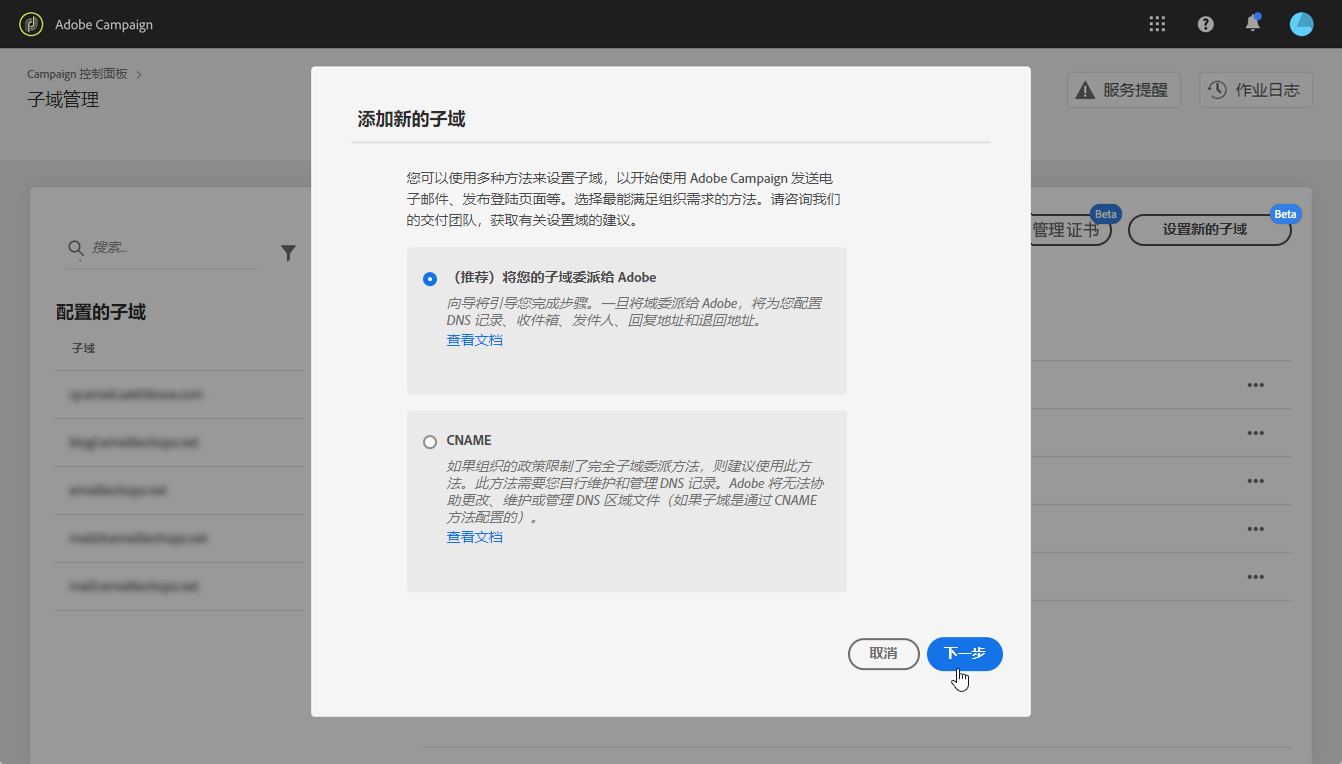 Adobe Campaign
Campaign 控制面板
子域管理
服务提醒
作业日志
添加新的子域
您可以使用多种方法来设置子域，以开始使用 Adobe Campaign 发送电
子邮件、发布登陆页面等。选择最能满足组织需求的方法。请咨询我们
的交付团队，获取有关设置域的建议。
（推荐）将您的子域委派给 Adobe
向导将引导您完成步骤。一旦将域委派给 Adobe，将为您配置
DNS 记录、收件箱、发件人、回复地址和退回地址。
查看文档
CNAME
如果组织的政策限制了完全子域委派方法，则建议使用此方
法。此方法需要您自行维护和管理 DNS 记录。Adobe 将无法协
助更改、维护或管理 DNS 区域文件（如果子域是通过 CNAME
方法配置的）。
查看文档
取消
下一步
搜索...
配置的子域
子域
管理证书
Beta
设置新的子域
Beta